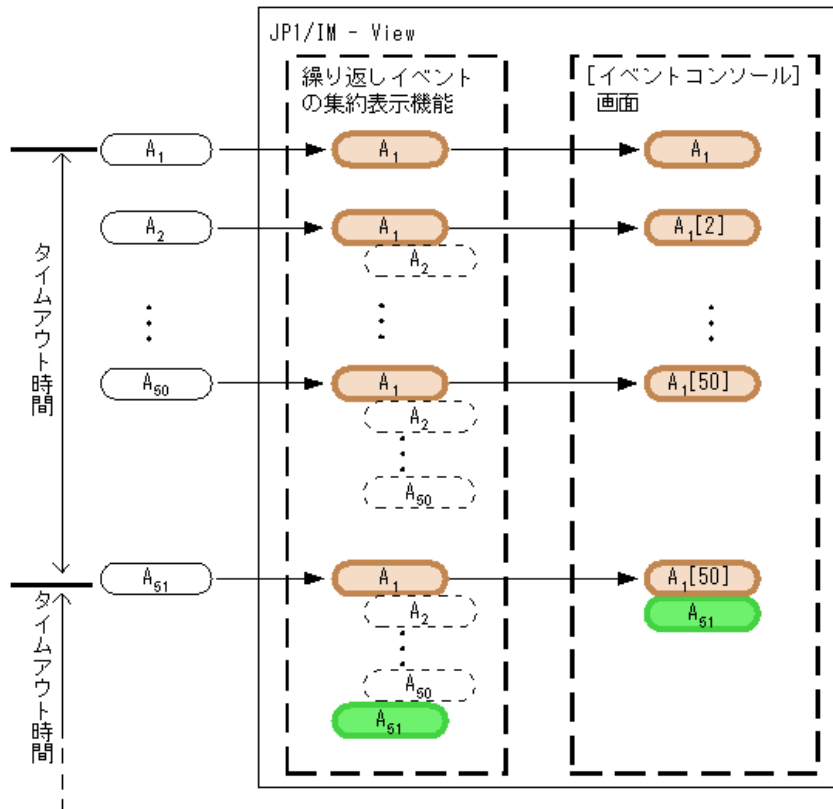 JP1/IM - View
繰り返しイベント
の集約表示機能
[イベントコンソール]
画面
A1
A1
A1
A2
A1
A2
A1[2]
タイムアウト時間
A50
A1
A2
A50
A1[50]
A51
A1
A2
A50
A51
A1[50]
A51
タイムアウト時間